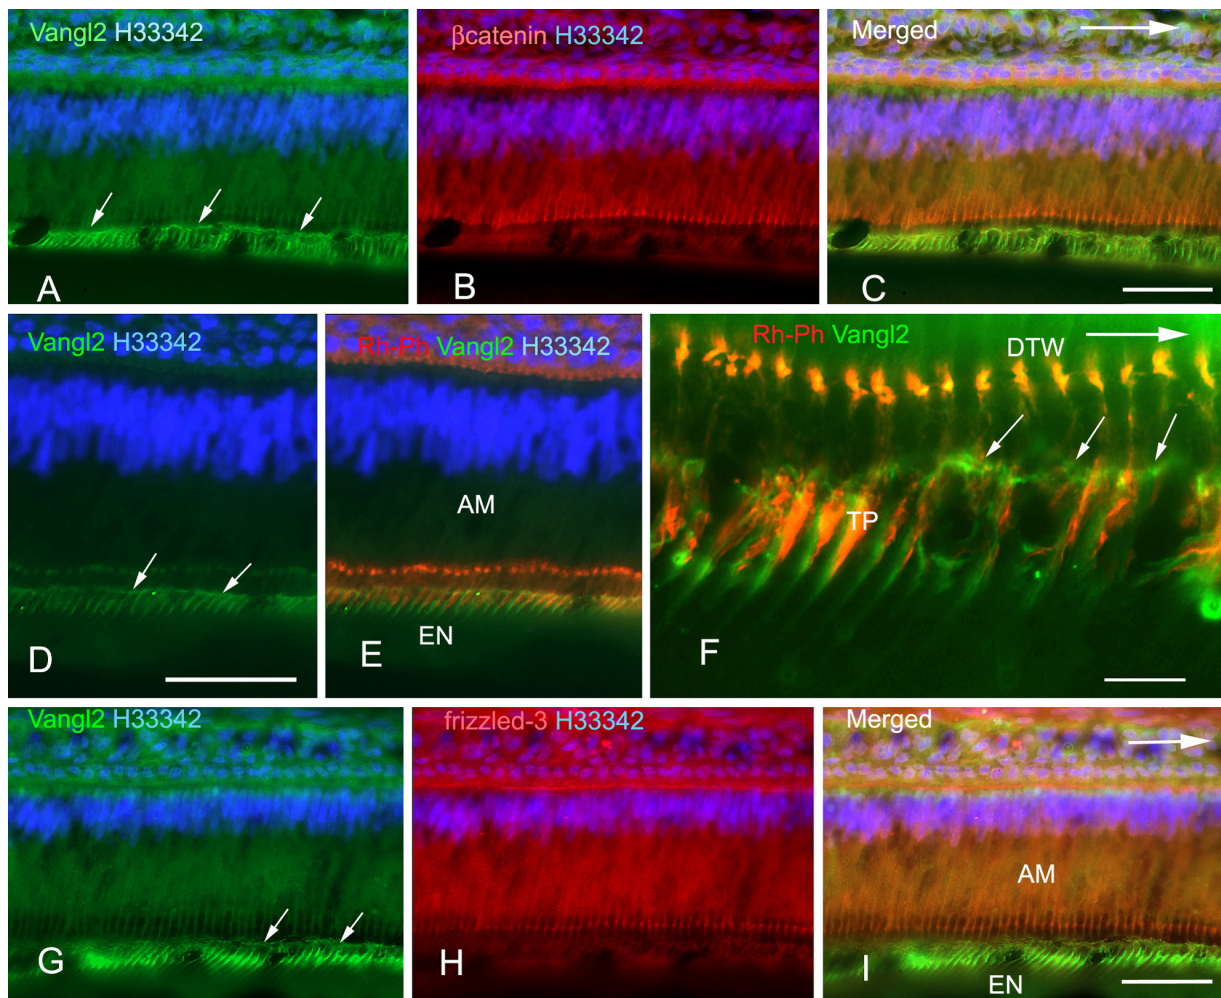 Vangl2 H33342
A
βcatenin H33342
B
Merged
C
Vangl2 H33342
D
Rh-Ph Vangl2 H33342
AM
EN
E
Rh-Ph Vangl2
DTW
TP
F
Vangl2 H33342
G
frizzled-3 H33342
H
Merged
AM
EN
I